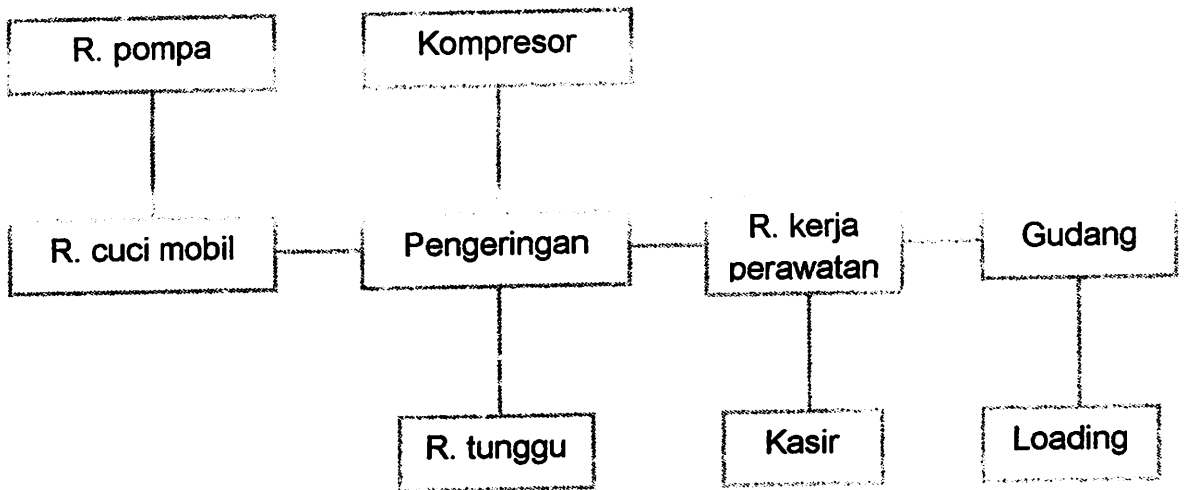 R. pompa
Kompresor
R. cuci mobil
Pengeringan
R. kerja
perawatan
Gudang
R. tunggu
Kasir
Loading